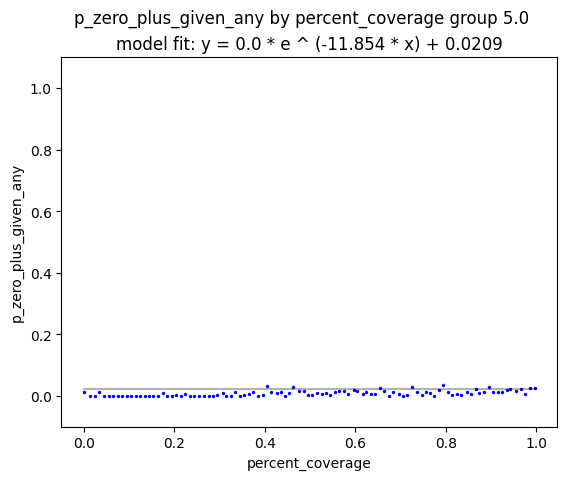 p_zero_plus_given_any by percent_coverage group 5.0
model fit: y = 0.0 * e ^ (-11.854 * x) + 0.0209
1.0
0.8
0.6
0.4
0.2
0.0
p_zero_plus_given_any
0.0 0.2 0.4 0.6 0.8 1.0
percent_coverage